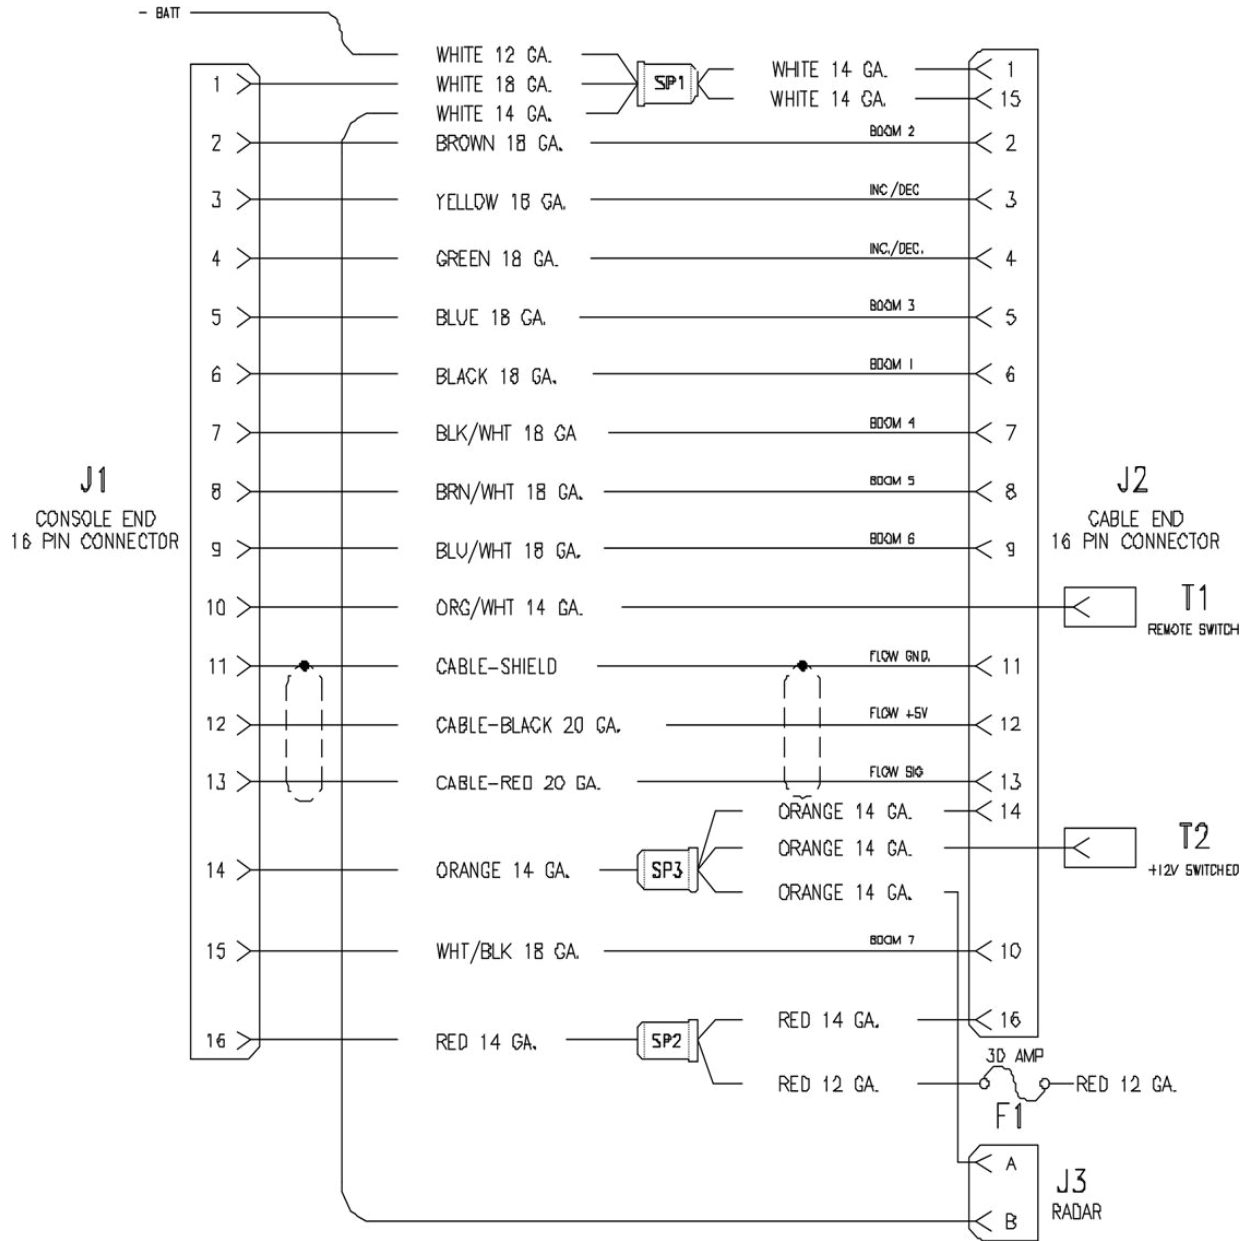 - BATT
WHITE 12 GA.
1 WHITE 18 GA. SP1 WHITE 14 GA. 1
WHITE 14 GA. WHITE 14 GA. 15
2 BROWN 18 GA. BOOM 2 2
3 YELLOW 18 GA. INC/DEC 3
4 GREEN 18 GA. INC./DEC. 4
5 BLUE 18 GA. BOOM 3 5
6 BLACK 18 GA. BOOM 1 6
7 BLK/WHT 18 GA BOOM 4 7
J1
CONSOLE END
16 PIN CONNECTOR
8 BRN/WHT 18 GA. BOOM 5 8
J2
CABLE END
16 PIN CONNECTOR
9 BLU/WHT 18 GA. BOOM 6 9
10 ORG/WHT 14 GA. T1
REMOTE SWITCH
11 CABLE-SHIELD FLOW GND. 11
12 CABLE-BLACK 20 GA. FLOW +5V 12
13 CABLE-RED 20 GA. FLOW SIG 13
ORANGE 14 GA. 14
ORANGE 14 GA. T2
+12V SWITCHED
14 ORANGE 14 GA. SP3
ORANGE 14 GA.
15 WHT/BLK 18 GA. BOOM 7 10
RED 14 GA. 16
16 RED 14 GA. SP2
30 AMP
RED 12 GA. RED 12 GA.
F1
A
J3
RADAR
B